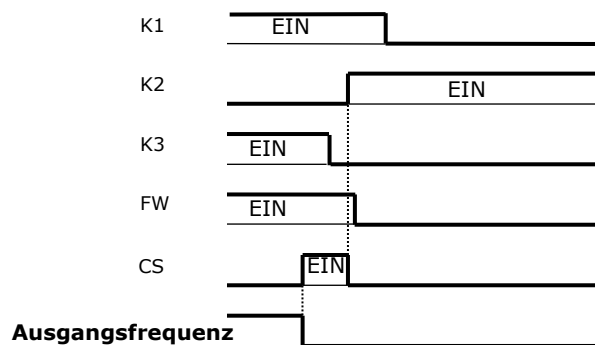 K1 EIN
K2 EIN
K3 EIN
FW EIN
CS EIN
Ausgangsfrequenz